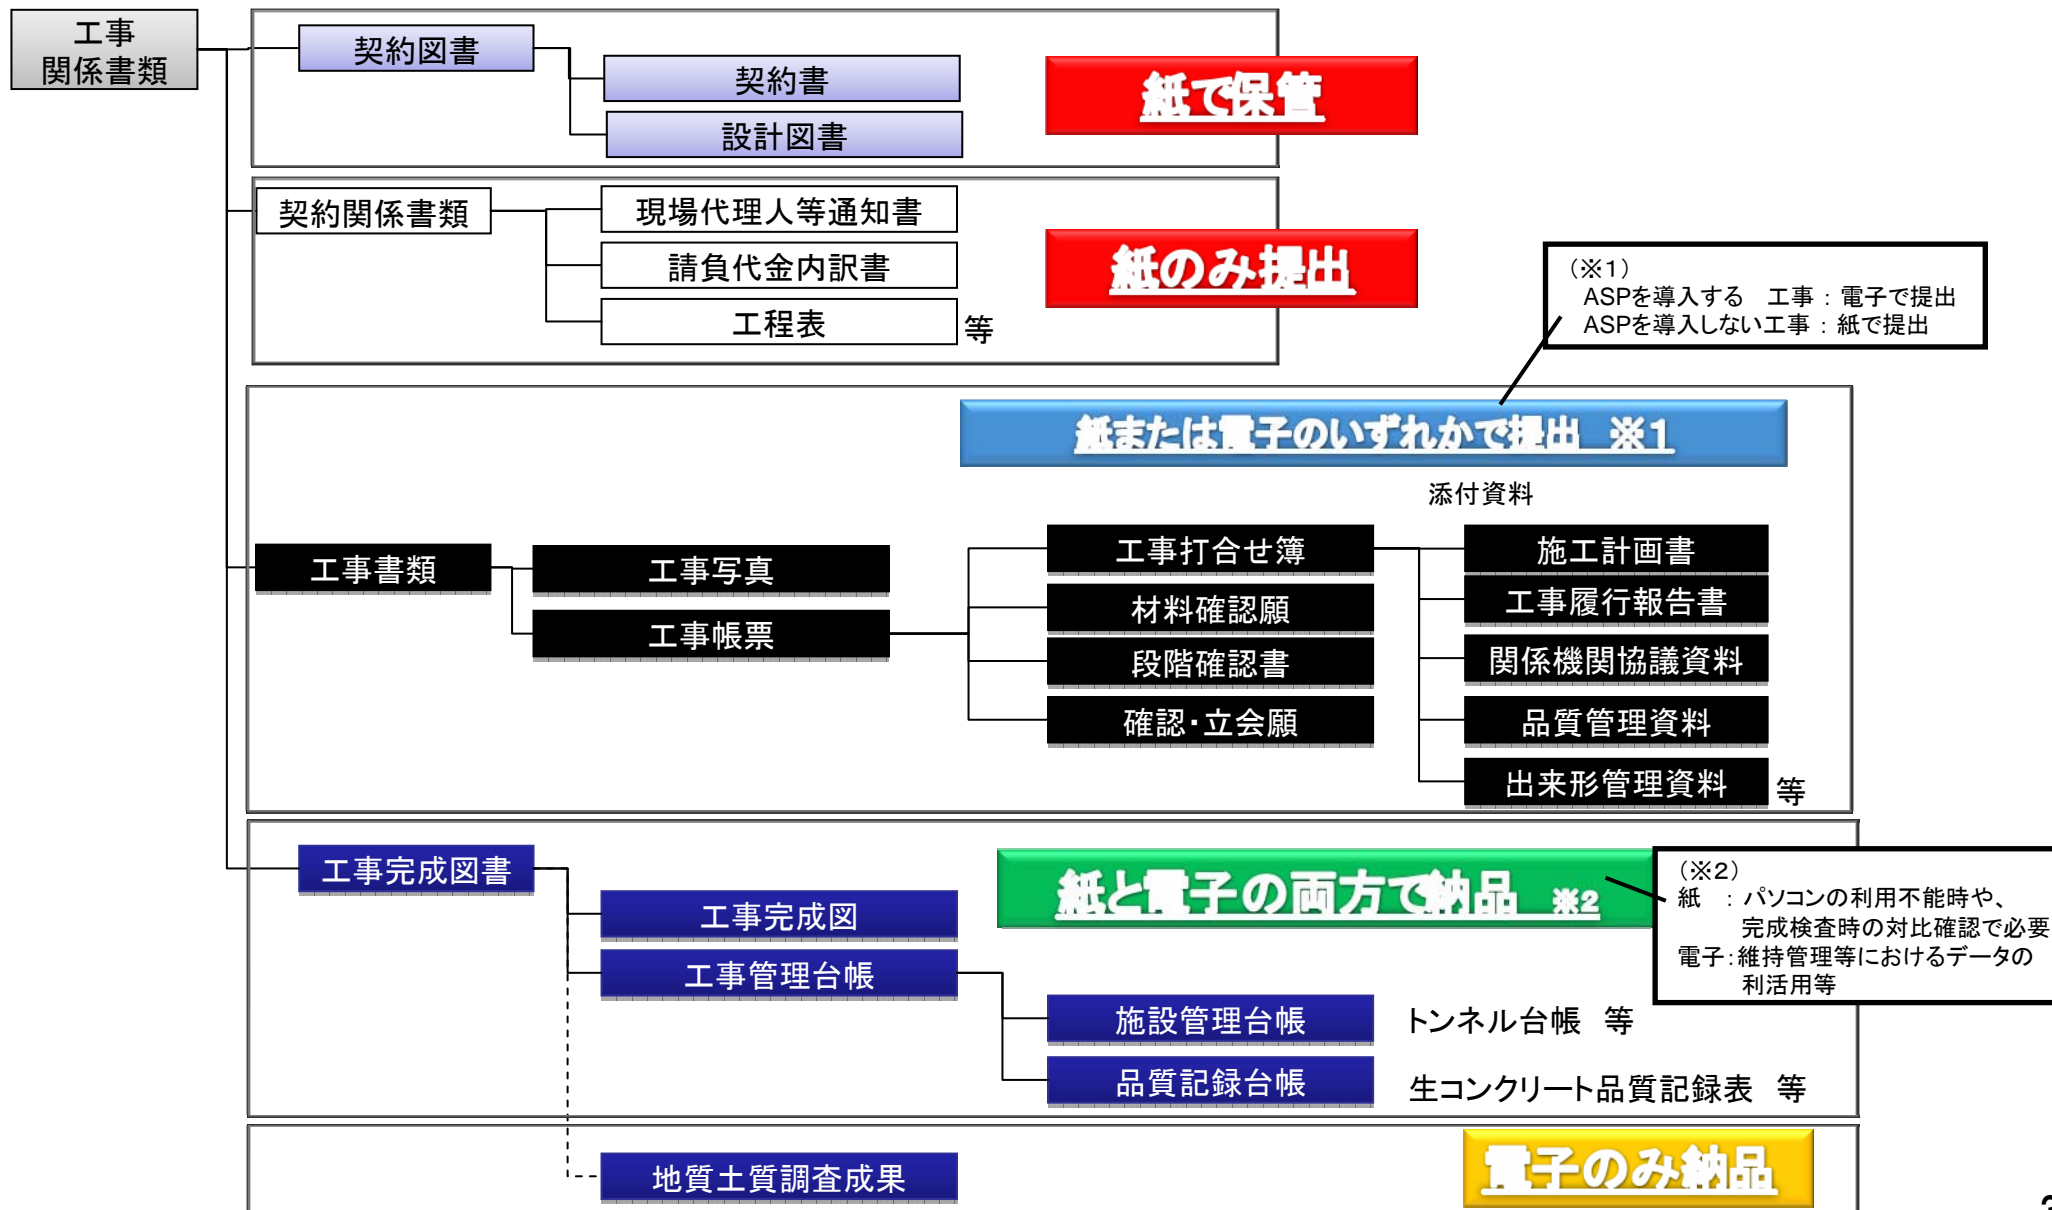 工事
関係書類
契約図書
契約書
設計図書
紙で保管
契約関係書類
現場代理人等通知書
請負代金内訳書
工程表 等
紙のみ提出
(※1)
ASPを導入する　工事：電子で提出
ASPを導入しない工事：紙で提出
紙または電子のいずれかで提出　※1
添付資料
工事書類
工事写真
工事帳票
工事打合せ簿
材料確認願
段階確認書
確認・立会願
施工計画書
工事履行報告書
関係機関協議資料
品質管理資料
出来形管理資料 等
工事完成図書
紙と電子の両方で納品　※2
(※2)
紙　：パソコンの利用不能時や、
完成検査時の対比確認で必要
電子：維持管理等におけるデータの
利活用等
工事完成図
工事管理台帳
施設管理台帳　トンネル台帳　等
品質記録台帳　生コンクリート品質記録表　等
地質土質調査成果
電子のみ納品